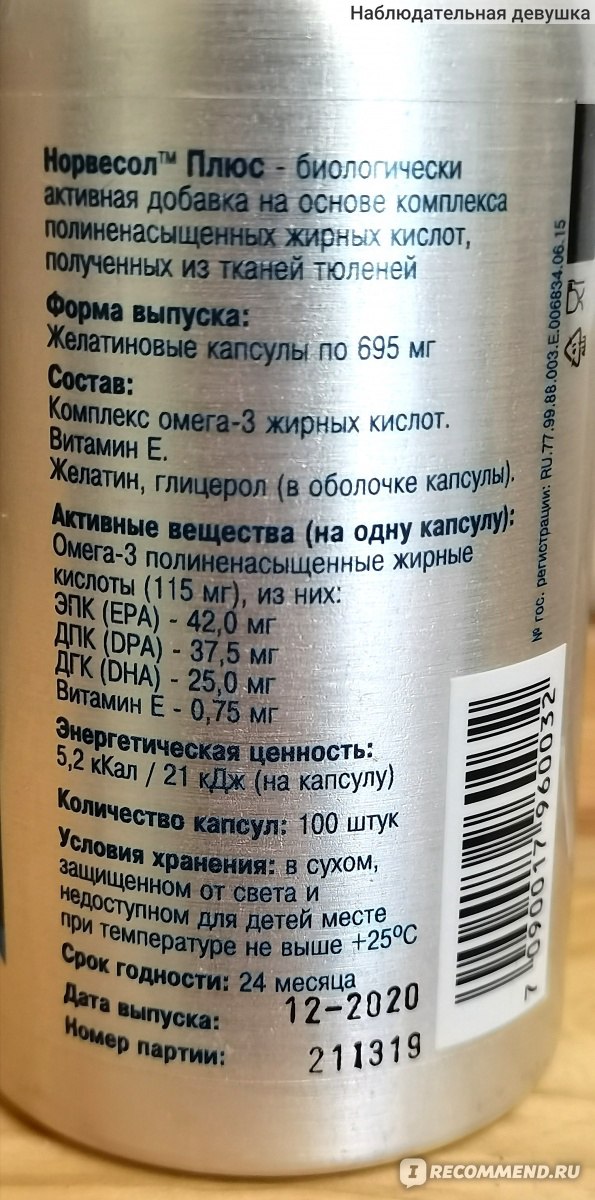 Наблюдательная девушка
Норвесол™ Плюс - биологически
активная добавка на основе комплекса
полиненасыщенных жирных кислот,
полученных из тканей тюленей
Форма выпуска:
Желатиновые капсулы по 695 мг
Состав:
Комплекс омега-3 жирных кислот.
Витамин Е.
Желатин, глицерол (в оболочке капсулы).
Активные вещества (на одну капсулу):
Омега-3 полиненасыщенные жирные
кислоты (115 мг), из них:
ЭПК (EPA) - 42,0 мг
ДПК (DPA) - 37,5 мг
ДГК (DHA) - 25,0 мг
Витамин Е - 0,75 мг
Энергетическая ценность:
5,2 кКал / 21 кДж (на капсулу)
Количество капсул: 100 штук
Условия хранения: в сухом,
защищенном от света и
недоступном для детей месте
при температуре не выше +25ºС
Срок годности: 24 месяца
Дата выпуска: 12-2020
Номер партии: 211319
№ гос. регистрации: RU.77.99.88.003.Е.006834.06.15
7 090017 960032
I RECOMMEND.RU